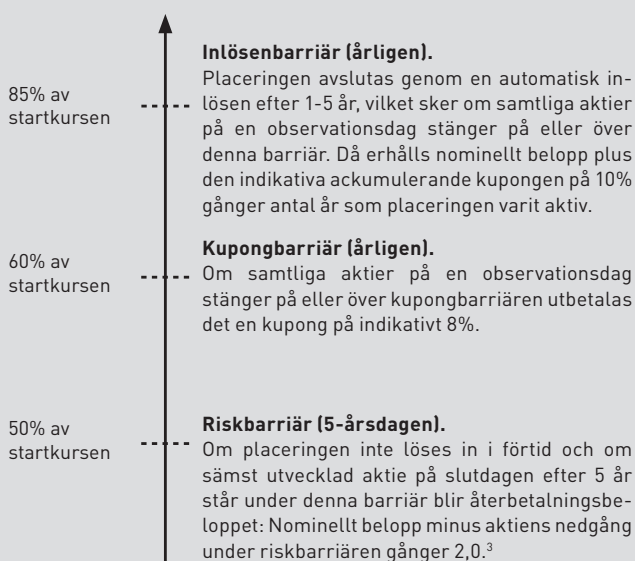 85% av
startkursen
Inlösenbarriär (årligen).
Placeringen avslutas genom en automatisk in-
lösen efter 1-5 år, vilket sker om samtliga aktier
på en observationsdag stänger på eller över
denna barriär. Då erhålls nominellt belopp plus
den indikativa ackumulerande kupongen på 10%
gånger antal år som placeringen varit aktiv.
60% av
startkursen
Kupongbarriär (årligen).
Om samtliga aktier på en observationsdag
stänger på eller över kupongbarriären utbetalas
det en kupong på indikativt 8%.
50% av
startkursen
Riskbarriär (5-årsdagen).
Om placeringen inte löses in i förtid och om
sämst utvecklad aktie på slutdagen efter 5 år
står under denna barriär blir återbetalningsbe-
loppet: Nominellt belopp minus aktiens nedgång
under riskbarriären gånger 2,0.³